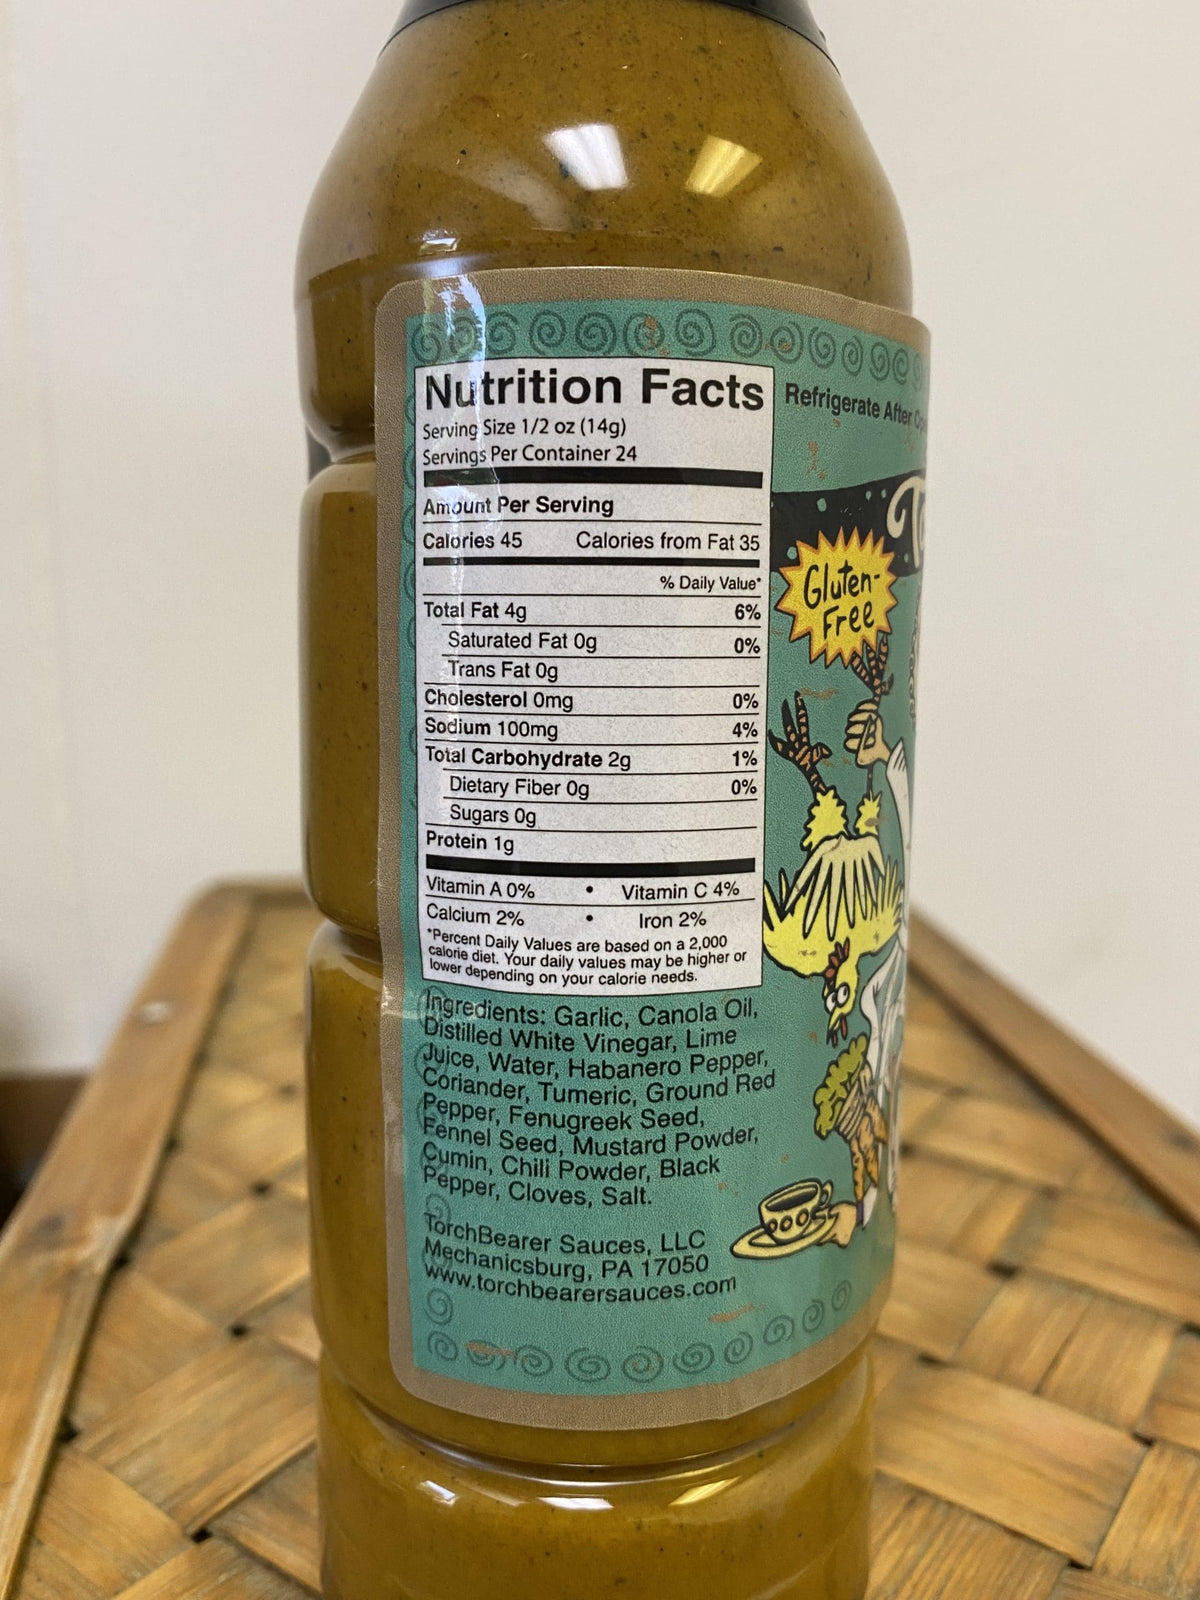 Nutrition Facts
Serving Size 1/2 oz (14g)
Servings Per Container 24
Amount Per Serving
Calories 45 Calories from Fat 35
% Daily Value*
Total Fat 4g 6%
Saturated Fat 0g 0%
Trans Fat 0g
Cholesterol 0mg 0%
Sodium 100mg 4%
Total Carbohydrate 2g 1%
Dietary Fiber 0g 0%
Sugars 0g
Protein 1g
Vitamin A 0% • Vitamin C 4%
Calcium 2% • Iron 2%
*Percent Daily Values are based on a 2,000
calorie diet. Your daily values may be higher or
lower depending on your calorie needs.
Ingredients: Garlic, Canola Oil,
Distilled White Vinegar, Lime
Juice, Water, Habanero Pepper,
Coriander, Tumeric, Ground Red
Pepper, Fenugreek Seed,
Fennel Seed, Mustard Powder,
Cumin, Chili Powder, Black
Pepper, Cloves, Salt.
TorchBearer Sauces, LLC
Mechanicsburg, PA 17050
www.torchbearersauces.com
Refrigerate After
Gluten-
Free